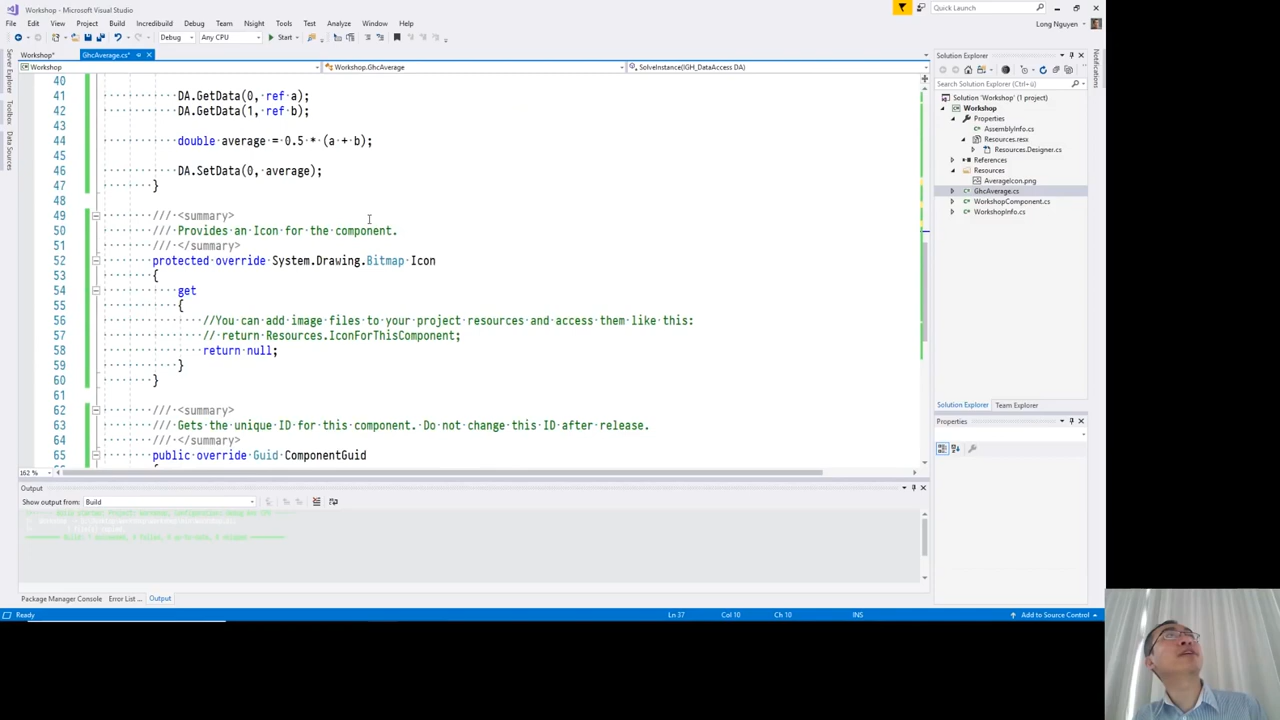 Workshop - Microsoft Visual Studio
Quick Launch
File Edit View Project Build Incredibuild Debug Team Nsight Tools Test Analyze Window Help
Long Nguyen
Debug Any CPU Start
Workshop* GhcAverage.cs*
Workshop Workshop.GhcAverage SolveInstance(IGH_DataAccess DA)
Server Explorer
Toolbox
Data Sources
40
41 DA.GetData(0, ref a);
42 DA.GetData(1, ref b);
43
44 double average = 0.5 * (a + b);
45
46 DA.SetData(0, average);
47 }
48
49 /// <summary>
50 /// Provides an Icon for the component.
51 /// </summary>
52 protected override System.Drawing.Bitmap Icon
53 {
54 get
55 {
56 //You can add image files to your project resources and access them like this:
57 // return Resources.IconForThisComponent;
58 return null;
59 }
60 }
61
62 /// <summary>
63 /// Gets the unique ID for this component. Do not change this ID after release.
64 /// </summary>
65 public override Guid ComponentGuid
162 %
Solution Explorer
Search Solution Explorer (Ctrl+ü)
Solution 'Workshop' (1 project)
Workshop
Properties
AssemblyInfo.cs
Resources.resx
Resources.Designer.cs
References
Resources
AverageIcon.png
GhcAverage.cs
WorkshopComponent.cs
WorkshopInfo.cs
Solution Explorer Team Explorer
Properties
Notifications
Output
Show output from: Build
Package Manager Console Error List ... Output
Ready Ln 37 Col 10 Ch 10 INS Add to Source Control